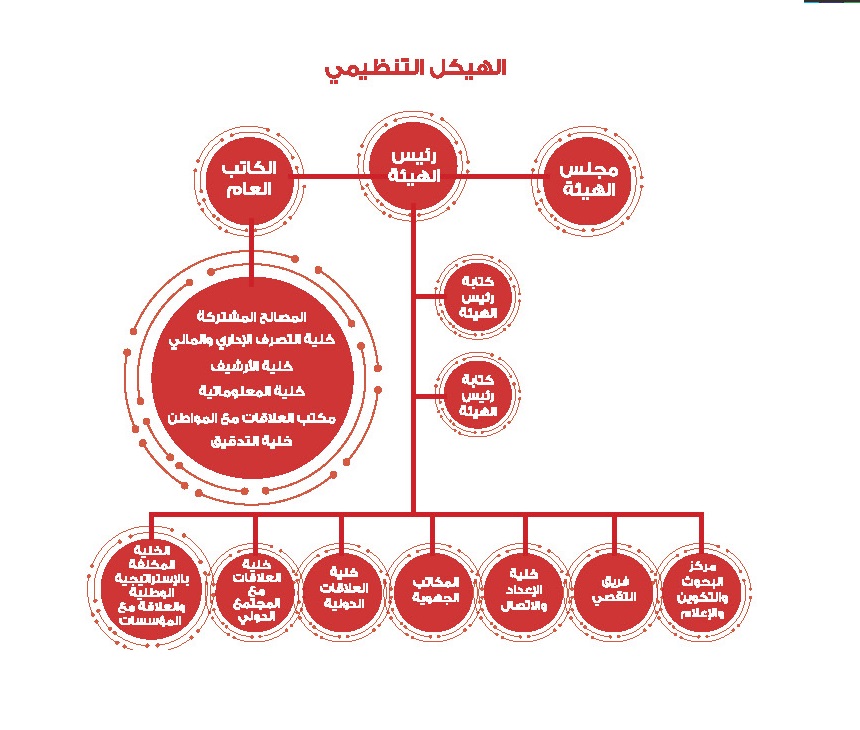 الهيكل التنظيمي
مجلس
الهيئة
رئيس
الهيئة
الكاتب
العام
كتابة
رئيس
الهيئة
كتابة
رئيس
الهيئة
المصالح المشتركة
خلية التصرف الإداري والمالي
خلية الأرشيف
خلية المعلوماتية
مكتب العلاقات مع المواطن
خلية التدقيق
مركز
البحوث
والتكوين
والإعلام
فريق
التقصي
خلية
الإعداد
والاتصال
المكاتب
الجهوية
خلية
العلاقات
الدولية
خلية
العلاقات
مع
المجتمع
الدولي
الخلية
المكلفة
بالإستراتيجية
الوطنية
والعلاقة مع
المؤسسات